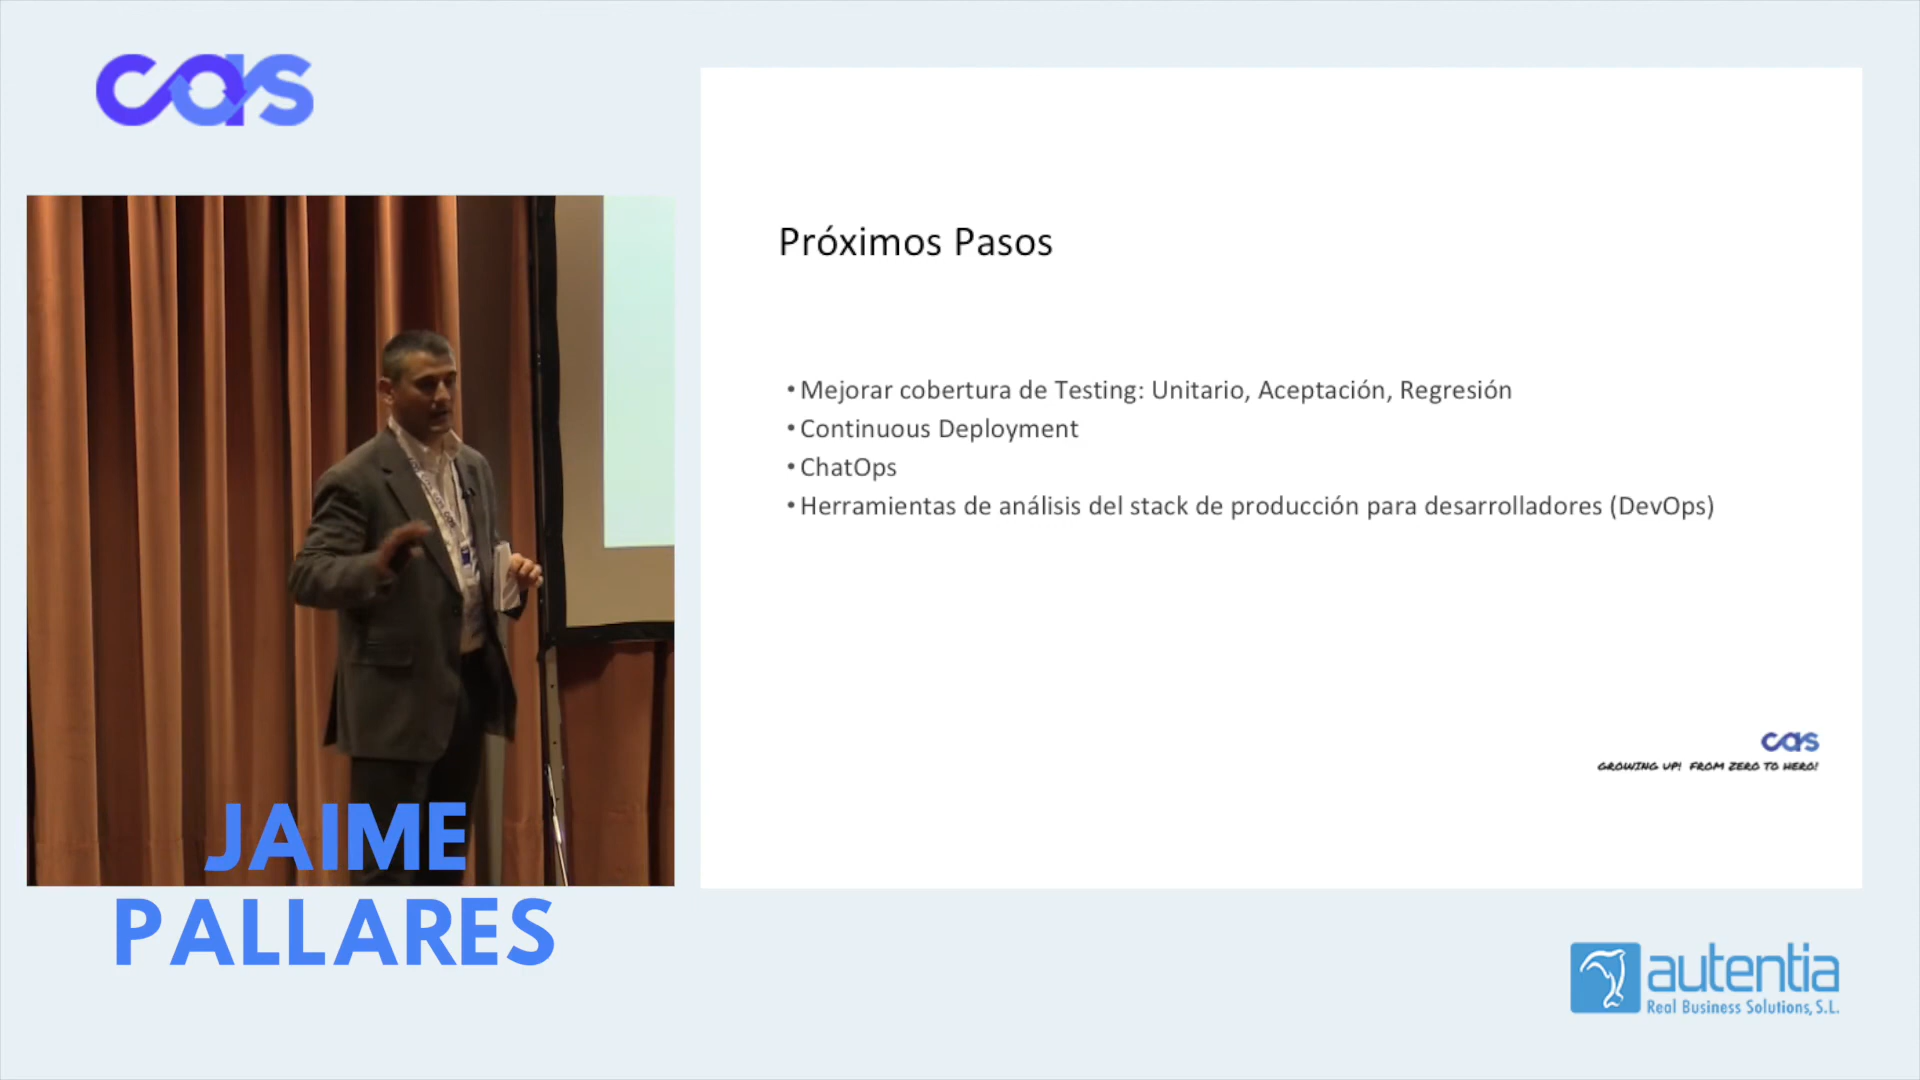 cas
JAIME
PALLARES
Próximos Pasos
• Mejorar cobertura de Testing: Unitario, Aceptación, Regresión
• Continuous Deployment
• ChatOps
• Herramientas de análisis del stack de producción para desarrolladores (DevOps)
cas
GROWING UP! FROM ZERO TO HERO!
autentia
Real Business Solutions, S.L.